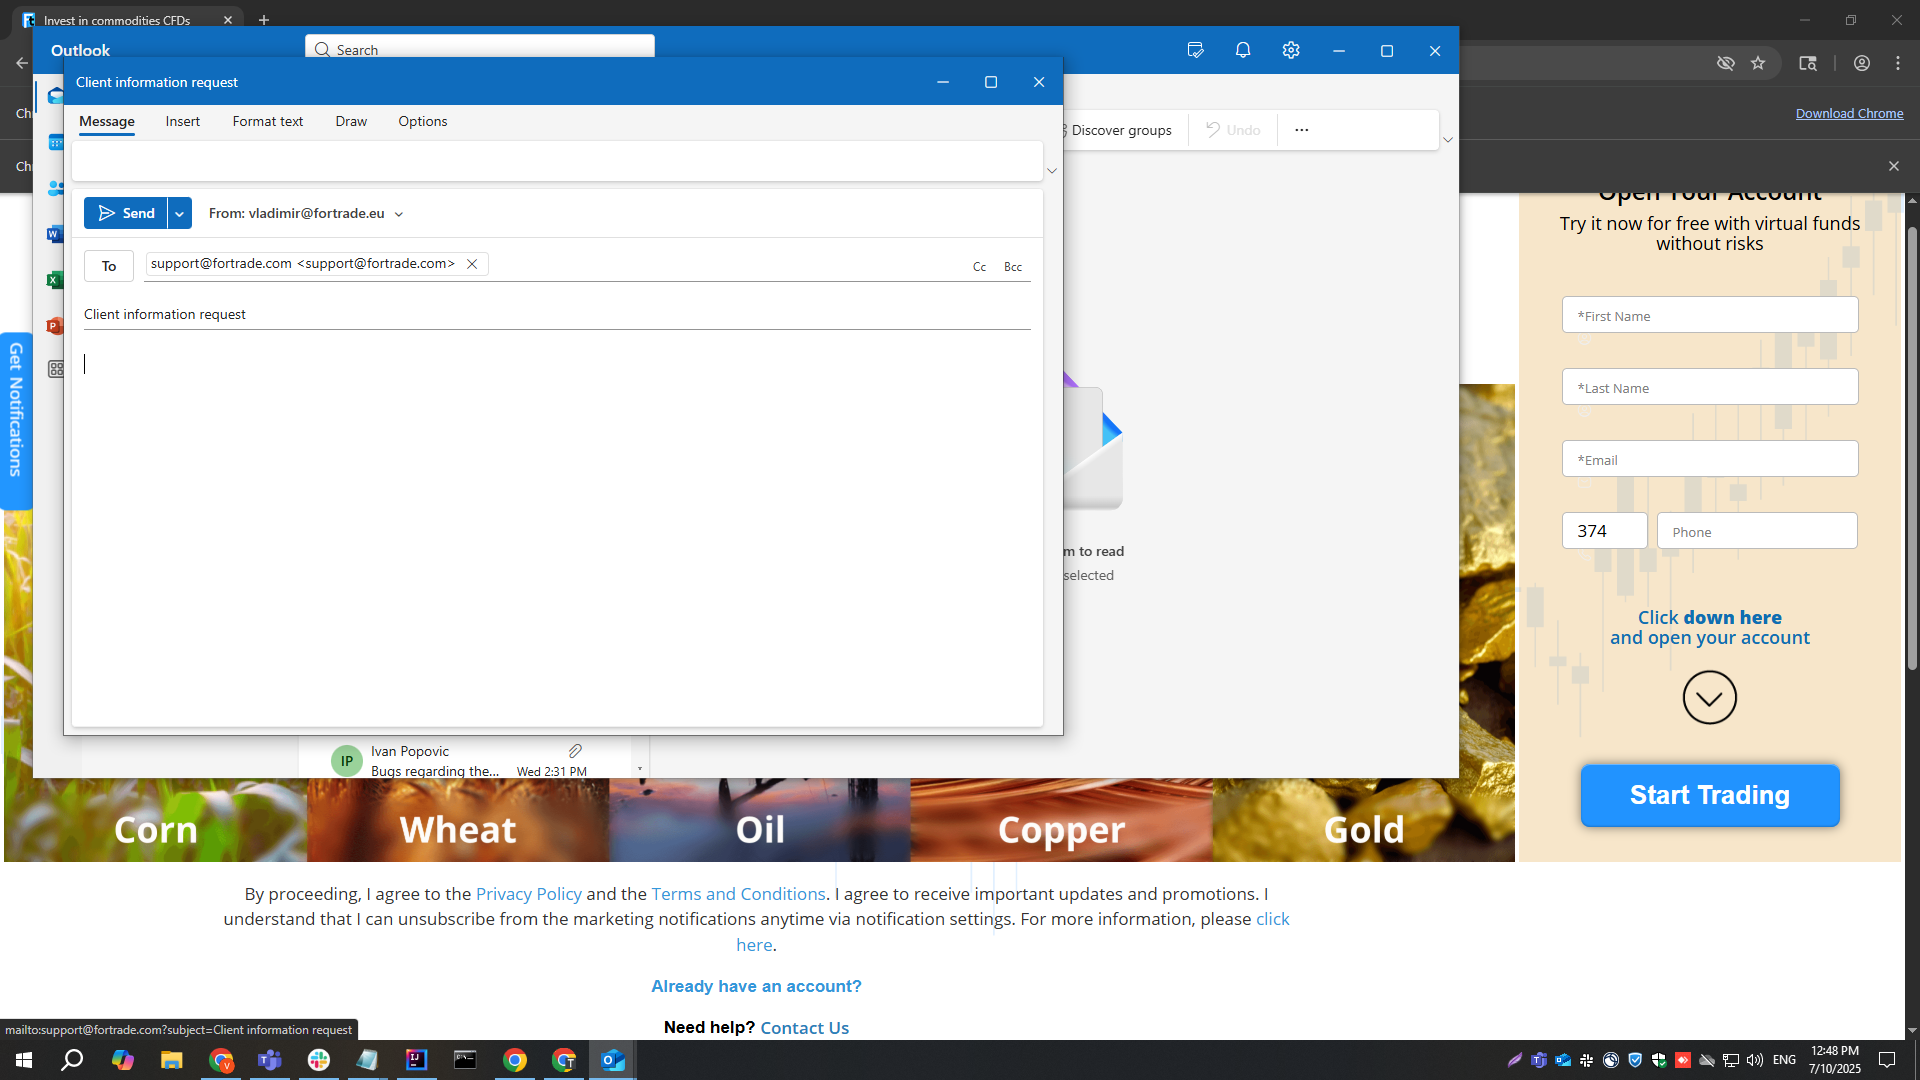 Invest in commodities CFDs
Outlook
Search
Client information request
Download Chrome
Ch
Ch
Message
Insert
Format text
Draw
Options
Discover groups
Undo
Send
From: vladimir@fortrade.eu
To
support@fortrade.com <support@fortrade.com>
Cc
Bcc
Client information request
Get Notifications
m to read
selected
Ivan Popovic
IP
Bugs regarding the...
Wed 2:31 PM
Open Your Account
Try it now for free with virtual funds
without risks
*First Name
*Last Name
*Email
374
Phone
Click down here
and open your account
Start Trading
Corn
Wheat
Oil
Copper
Gold
By proceeding, I agree to the Privacy Policy and the Terms and Conditions. I agree to receive important updates and promotions. I
understand that I can unsubscribe from the marketing notifications anytime via notification settings. For more information, please click
here.
Already have an account?
Need help? Contact Us
mailto:support@fortrade.com?subject=Client information request
ENG
12:48 PM
7/10/2025